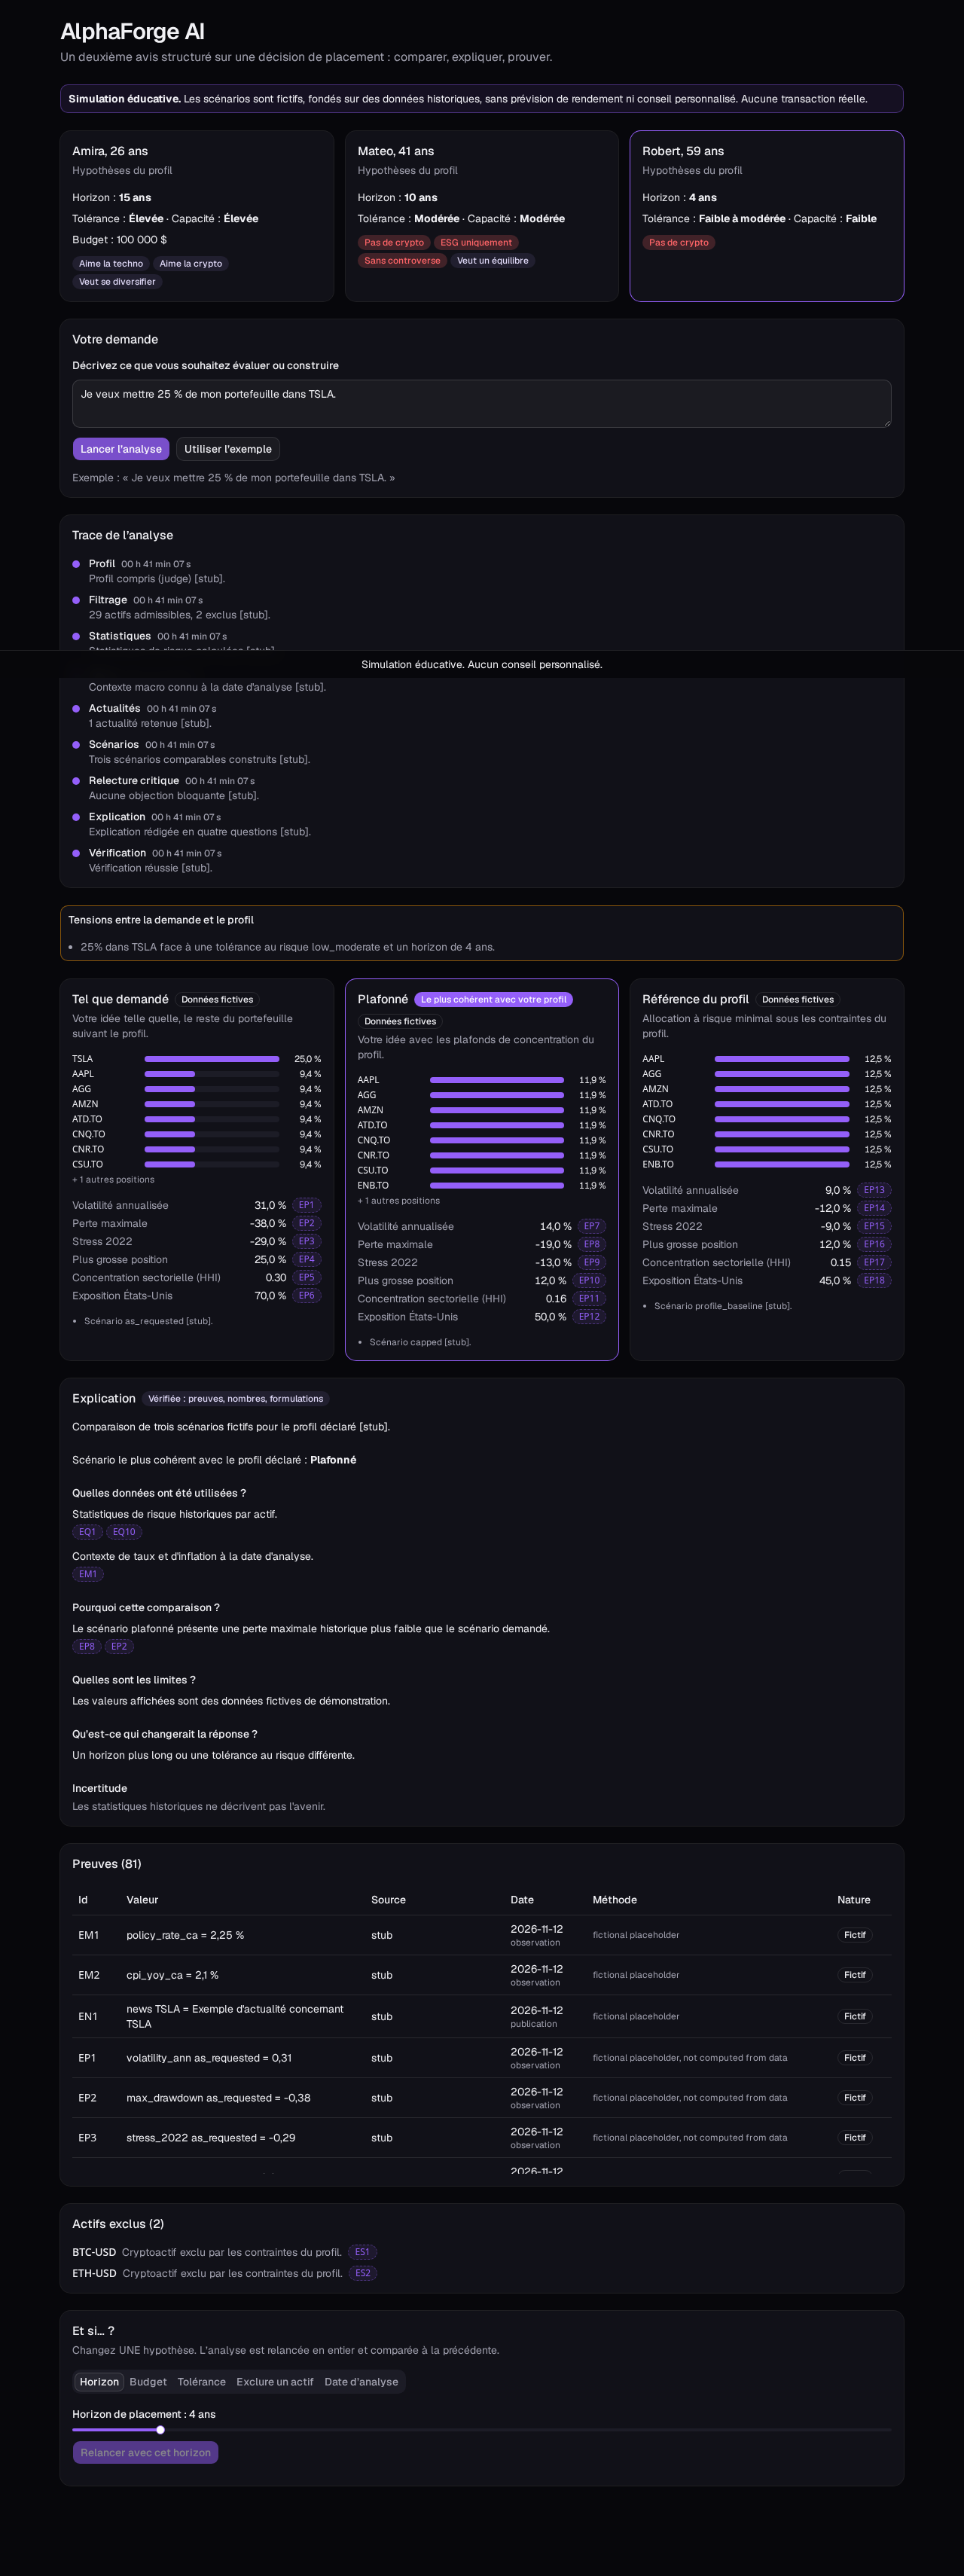 AlphaForge AI
Un deuxième avis structuré sur une décision de placement : comparer, expliquer, prouver.
Simulation éducative. Les scénarios sont fictifs, fondés sur des données historiques, sans prévision de rendement ni conseil personnalisé. Aucune transaction réelle.
Amira, 26 ans
Hypothèses du profil
Horizon : 15 ans
Tolérance : Élevée · Capacité : Élevée
Budget : 100 000 $
Aime la techno Aime la crypto
Veut se diversifier
Mateo, 41 ans
Hypothèses du profil
Horizon : 10 ans
Tolérance : Modérée · Capacité : Modérée
Pas de crypto ESG uniquement
Sans controverse Veut un équilibre
Robert, 59 ans
Hypothèses du profil
Horizon : 4 ans
Tolérance : Faible à modérée · Capacité : Faible
Pas de crypto
Votre demande
Décrivez ce que vous souhaitez évaluer ou construire
Je veux mettre 25 % de mon portefeuille dans TSLA.
Lancer l'analyse Utiliser l'exemple
Exemple : « Je veux mettre 25 % de mon portefeuille dans TSLA. »
Trace de l'analyse
Profil 00 h 41 min 07 s
Profil compris (judge) [stub].
Filtrage 00 h 41 min 07 s
29 actifs admissibles, 2 exclus [stub].
Statistiques 00 h 41 min 07 s
Simulation éducative. Aucun conseil personnalisé.
Contexte macro connu à la date d'analyse [stub].
Actualités 00 h 41 min 07 s
1 actualité retenue [stub].
Scénarios 00 h 41 min 07 s
Trois scénarios comparables construits [stub].
Relecture critique 00 h 41 min 07 s
Aucune objection bloquante [stub].
Explication 00 h 41 min 07 s
Explication rédigée en quatre questions [stub].
Vérification 00 h 41 min 07 s
Vérification réussie [stub].
Tensions entre la demande et le profil
• 25% dans TSLA face à une tolérance au risque low_moderate et un horizon de 4 ans.
Tel que demandé Données fictives
Votre idée telle quelle, le reste du portefeuille
suivant le profil.
TSLA 25,0 %
AAPL 9,4 %
AGG 9,4 %
AMZN 9,4 %
ATD.TO 9,4 %
CNQ.TO 9,4 %
CNR.TO 9,4 %
CSU.TO 9,4 %
+ 1 autres positions
Volatilité annualisée 31,0 % EP1
Perte maximale -38,0 % EP2
Stress 2022 -29,0 % EP3
Plus grosse position 25,0 % EP4
Concentration sectorielle (HHI) 0.30 EP5
Exposition États-Unis 70,0 % EP6
• Scénario as_requested [stub].
Plafonné Le plus cohérent avec votre profil
Données fictives
Votre idée avec les plafonds de concentration du
profil.
AAPL 11,9 %
AGG 11,9 %
AMZN 11,9 %
ATD.TO 11,9 %
CNQ.TO 11,9 %
CNR.TO 11,9 %
CSU.TO 11,9 %
ENB.TO 11,9 %
+ 1 autres positions
Volatilité annualisée 14,0 % EP7
Perte maximale -19,0 % EP8
Stress 2022 -13,0 % EP9
Plus grosse position 12,0 % EP10
Concentration sectorielle (HHI) 0.16 EP11
Exposition États-Unis 50,0 % EP12
• Scénario capped [stub].
Référence du profil Données fictives
Allocation à risque minimal sous les contraintes du
profil.
AAPL 12,5 %
AGG 12,5 %
AMZN 12,5 %
ATD.TO 12,5 %
CNQ.TO 12,5 %
CNR.TO 12,5 %
CSU.TO 12,5 %
ENB.TO 12,5 %
Volatilité annualisée 9,0 % EP13
Perte maximale -12,0 % EP14
Stress 2022 -9,0 % EP15
Plus grosse position 12,0 % EP16
Concentration sectorielle (HHI) 0.15 EP17
Exposition États-Unis 45,0 % EP18
• Scénario profile_baseline [stub].
Explication Vérifiée : preuves, nombres, formulations
Comparaison de trois scénarios fictifs pour le profil déclaré [stub].
Scénario le plus cohérent avec le profil déclaré : Plafonné
Quelles données ont été utilisées ?
Statistiques de risque historiques par actif.
EQ1 EQ10
Contexte de taux et d'inflation à la date d'analyse.
EM1
Pourquoi cette comparaison ?
Le scénario plafonné présente une perte maximale historique plus faible que le scénario demandé.
EP8 EP2
Quelles sont les limites ?
Les valeurs affichées sont des données fictives de démonstration.
Qu'est-ce qui changerait la réponse ?
Un horizon plus long ou une tolérance au risque différente.
Incertitude
Les statistiques historiques ne décrivent pas l'avenir.
Preuves (81)
Id Valeur Source Date Méthode Nature
EM1 policy_rate_ca = 2,25 % stub 2026-11-12 observation fictional placeholder Fictif
EM2 cpi_yoy_ca = 2,1 % stub 2026-11-12 observation fictional placeholder Fictif
EN1 news TSLA = Exemple d'actualité concernant TSLA stub 2026-11-12 publication fictional placeholder Fictif
EP1 volatility_ann as_requested = 0,31 stub 2026-11-12 observation fictional placeholder, not computed from data Fictif
EP2 max_drawdown as_requested = -0,38 stub 2026-11-12 observation fictional placeholder, not computed from data Fictif
EP3 stress_2022 as_requested = -0,29 stub 2026-11-12 observation fictional placeholder, not computed from data Fictif
2026-11-12
Actifs exclus (2)
BTC-USD Cryptoactif exclu par les contraintes du profil. ES1
ETH-USD Cryptoactif exclu par les contraintes du profil. ES2
Et si... ?
Changez UNE hypothèse. L'analyse est relancée en entier et comparée à la précédente.
Horizon Budget Tolérance Exclure un actif Date d'analyse
Horizon de placement : 4 ans
Relancer avec cet horizon